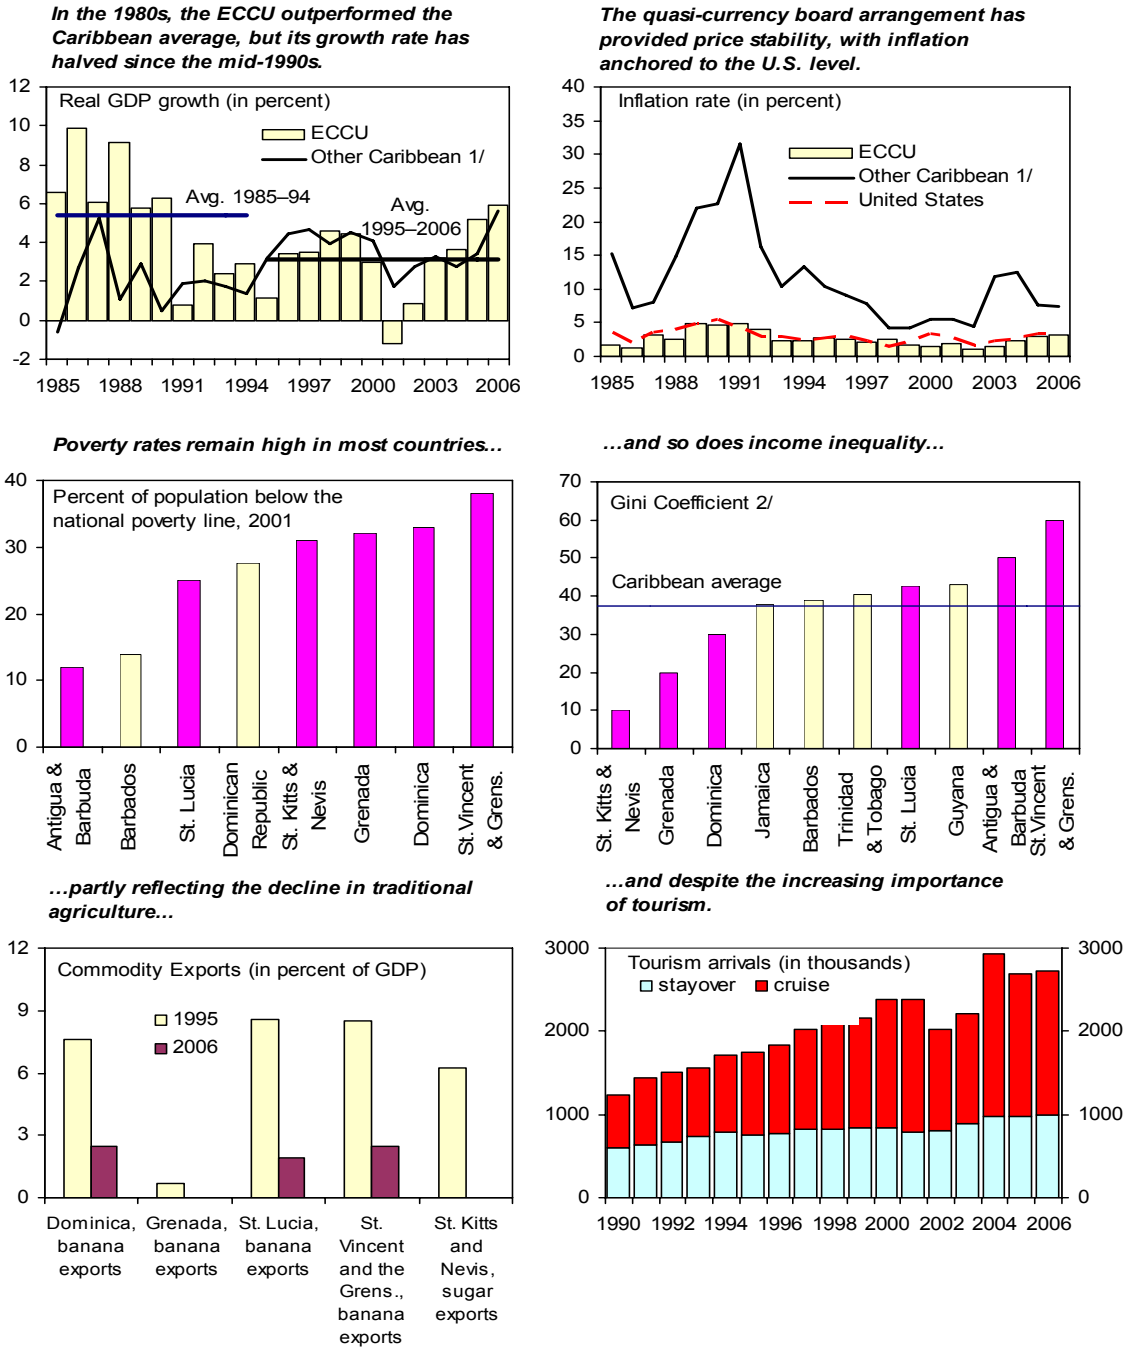 In the 1980s, the ECCU outperformed the
Caribbean average, but its growth rate has
halved since the mid-1990s.
12
10
8
6
4
2
0
-2
Real GDP growth (in percent)
ECCU
Other Caribbean 1/
Avg. 1985–94
Avg.
1995–2006
1985 1988 1991 1994 1997 2000 2003 2006
The quasi-currency board arrangement has
provided price stability, with inflation
anchored to the U.S. level.
40
35
30
25
20
15
10
5
0
Inflation rate (in percent)
ECCU
Other Caribbean 1/
United States
1985 1988 1991 1994 1997 2000 2003 2006
Poverty rates remain high in most countries…
40
30
20
10
0
Percent of population below the
national poverty line, 2001
Antigua &
Barbuda
Barbados
St. Lucia
Dominican
Republic
St. Kitts &
Nevis
Grenada
Dominica
St.Vincent
& Grens.
…and so does income inequality…
70
60
50
40
30
20
10
0
Gini Coefficient 2/
Caribbean average
St. Kitts &
Nevis
Grenada
Dominica
Jamaica
Barbados
Trinidad
& Tobago
St. Lucia
Guyana
Antigua &
Barbuda
St.Vincent
& Grens.
…partly reflecting the decline in traditional
agriculture…
12
9
6
3
0
Commodity Exports (in percent of GDP)
1995
2006
Dominica,
banana
exports
Grenada,
banana
exports
St. Lucia,
banana
exports
St.
Vincent
and the
Grens.,
banana
exports
St. Kitts
and
Nevis,
sugar
exports
…and despite the increasing importance
of tourism.
3000
2000
1000
0
Tourism arrivals (in thousands)
stayover cruise
3000
2000
1000
0
1990 1992 1994 1996 1998 2000 2002 2004 2006